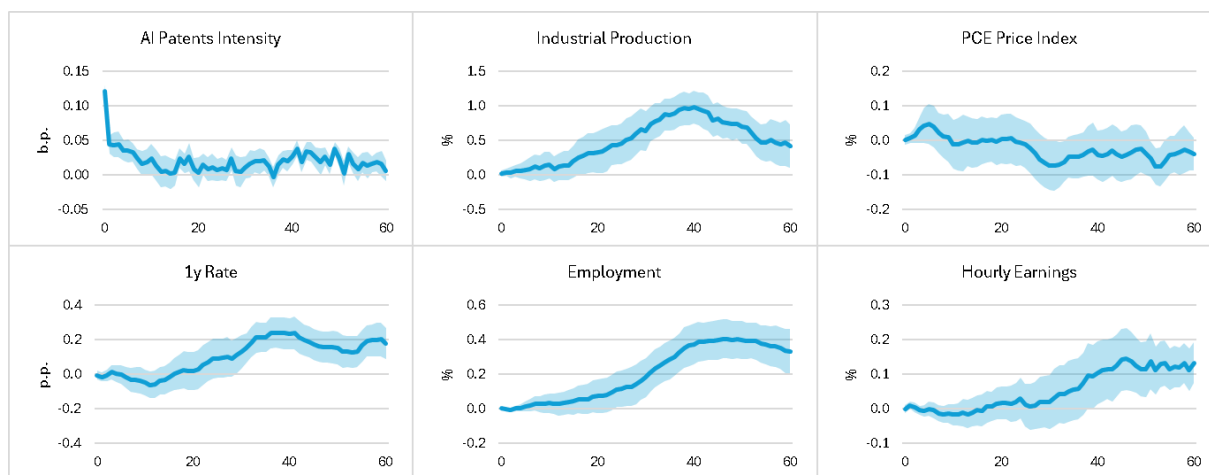 AI Patents Intensity
0.15
0.10
0.05
0.00
-0.05
b.p.
0 20 40 60
Industrial Production
1.5
1.0
0.5
0.0
-0.5
%
0 20 40 60
PCE Price Index
0.2
0.1
0.0
-0.1
-0.2
%
0 20 40 60
1y Rate
0.4
0.2
0.0
-0.2
-0.4
p.p.
0 20 40 60
Employment
0.6
0.4
0.2
0.0
-0.2
%
0 20 40 60
Hourly Earnings
0.3
0.2
0.1
0.0
-0.1
%
0 20 40 60